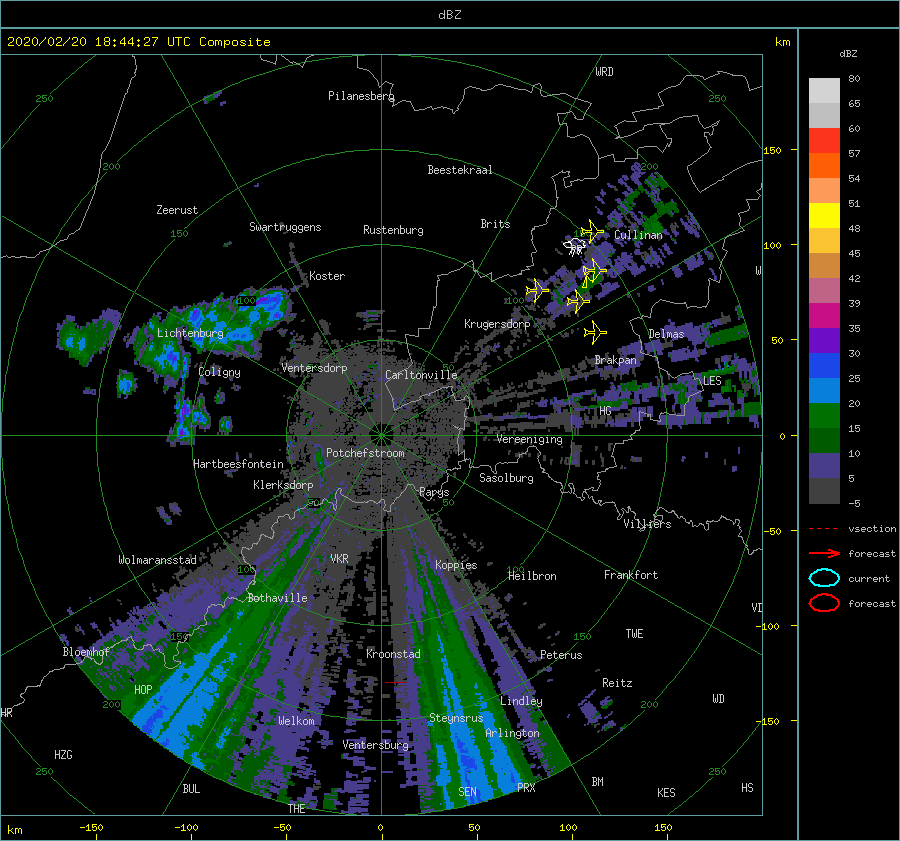 dBZ
2020/02/20 18:44:27 UTC Composite
km
dBZ
WRD
250
Pilanesberg
250
80
65
60
57
54
51
48
45
42
39
35
30
25
20
15
10
5
-5
150
200
Beestekraal
200
Zeerust
150
Swartruggens
Rustenburg
Brits
Cullinan
100
W
Koster
100
100
Krugersdorp
Lichtenburg
Delmas
50
Coligny
Ventersdorp
Carltonville
Brakpan
LES
HG
0
Vereeniging
Potchefstroom
Hartbeesfontein
Klerksdorp
Sasolburg
Parys
50
50
Villiers
-50
vsection
forecast
current
forecast
Wolmaransstad
VKR
Koppies
100
100
Heilbron
Frankfort
Bothaville
VD
-100
150
150
TWE
Bloemhof
Kroonstad
Peterus
Reitz
HOP
Lindley
WD
200
200
HR
Welkom
Steynsrus
Arlington
-150
Ventersburg
HZG
250
250
BUL
SEN
PRX
BM
KES
HS
THE
km
-150
-100
-50
0
50
100
150